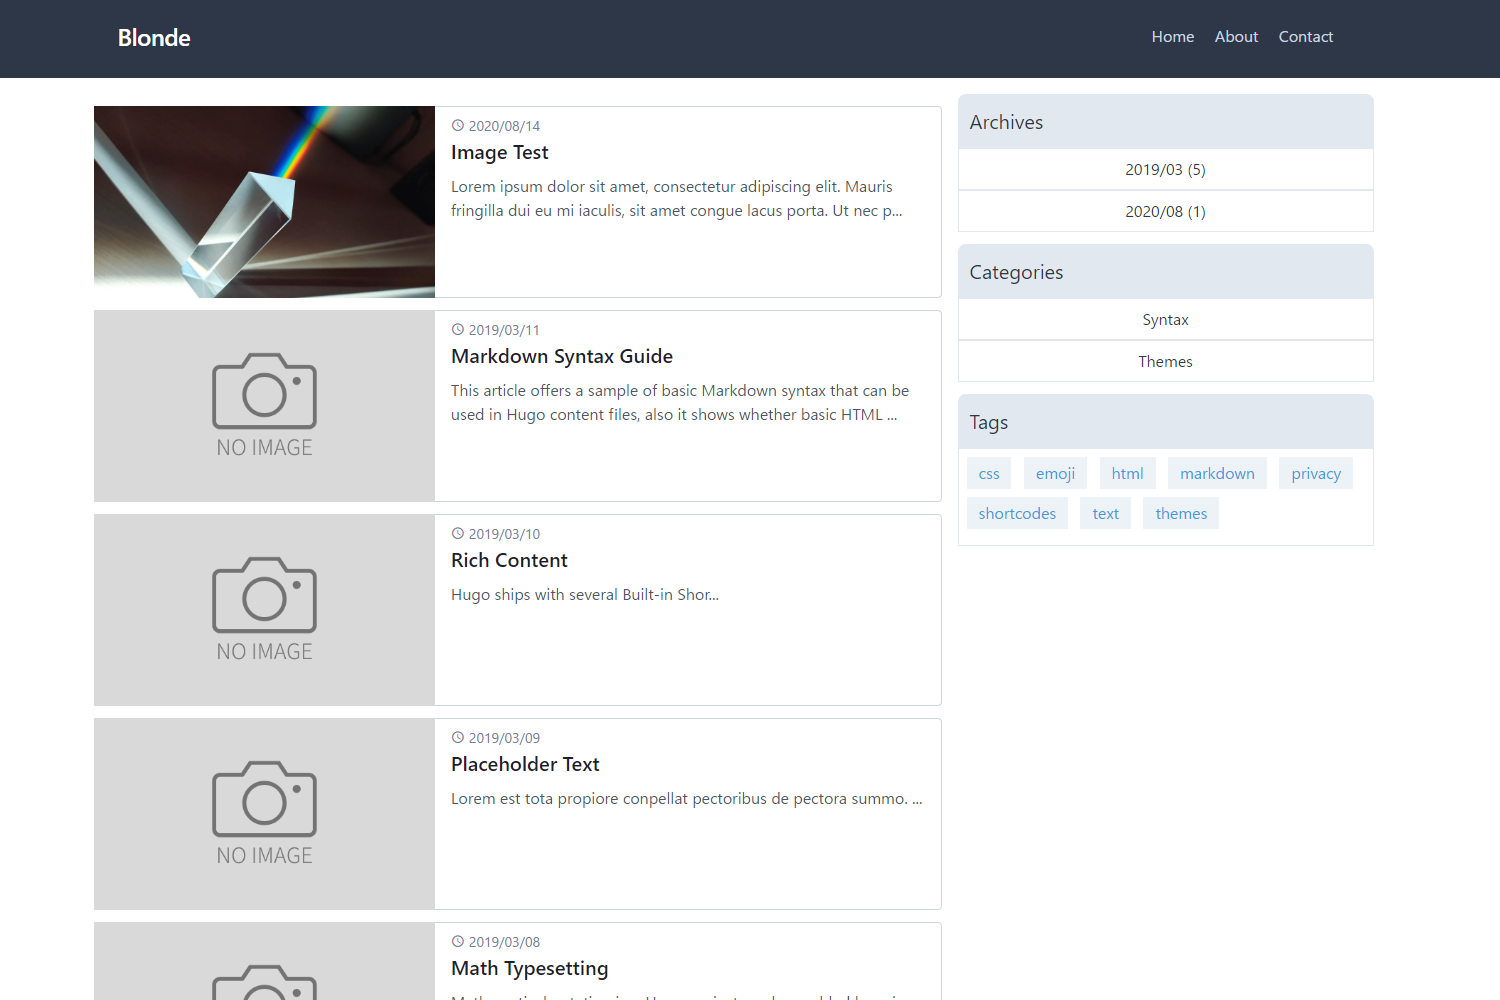 Blonde
Home About Contact
2020/08/14
Image Test
Lorem ipsum dolor sit amet, consectetur adipiscing elit. Mauris
fringilla dui eu mi iaculis, sit amet congue lacus porta. Ut nec p...
NO IMAGE
2019/03/11
Markdown Syntax Guide
This article offers a sample of basic Markdown syntax that can be
used in Hugo content files, also it shows whether basic HTML ...
NO IMAGE
2019/03/10
Rich Content
Hugo ships with several Built-in Shor...
NO IMAGE
2019/03/09
Placeholder Text
Lorem est tota propiore conpellat pectoribus de pectora summo. ...
2019/03/08
Math Typesetting
Archives
2019/03 (5)
2020/08 (1)
Categories
Syntax
Themes
Tags
css emoji html markdown privacy
shortcodes text themes